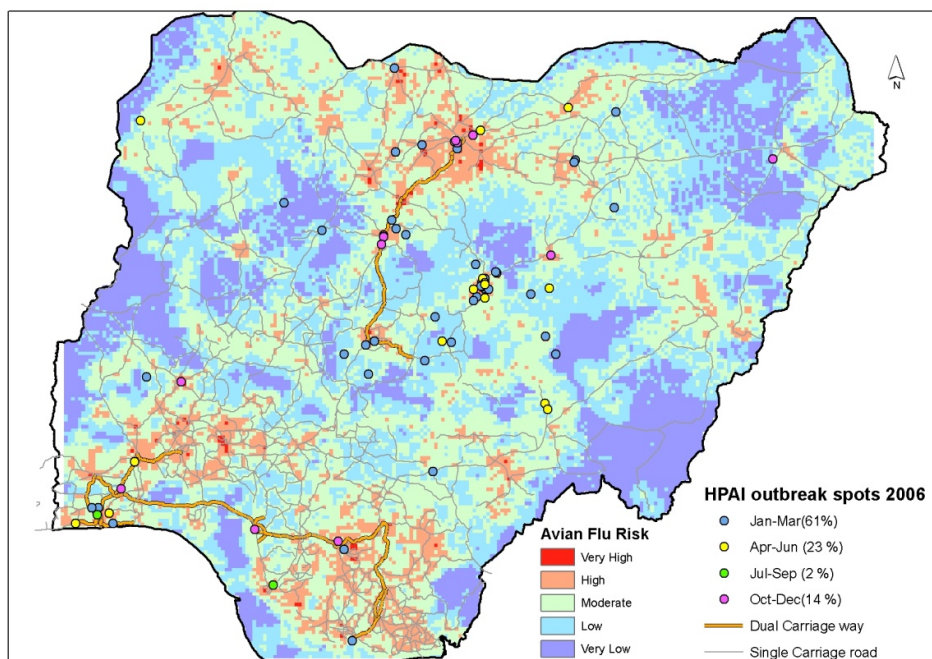 N
Avian Flu Risk
Very High
High
Moderate
Low
Very Low
HPAI outbreak spots 2006
Jan-Mar(61%)
Apr-Jun (23 %)
Jul-Sep (2 %)
Oct-Dec(14 %)
Dual Carriage way
Single Carriage road